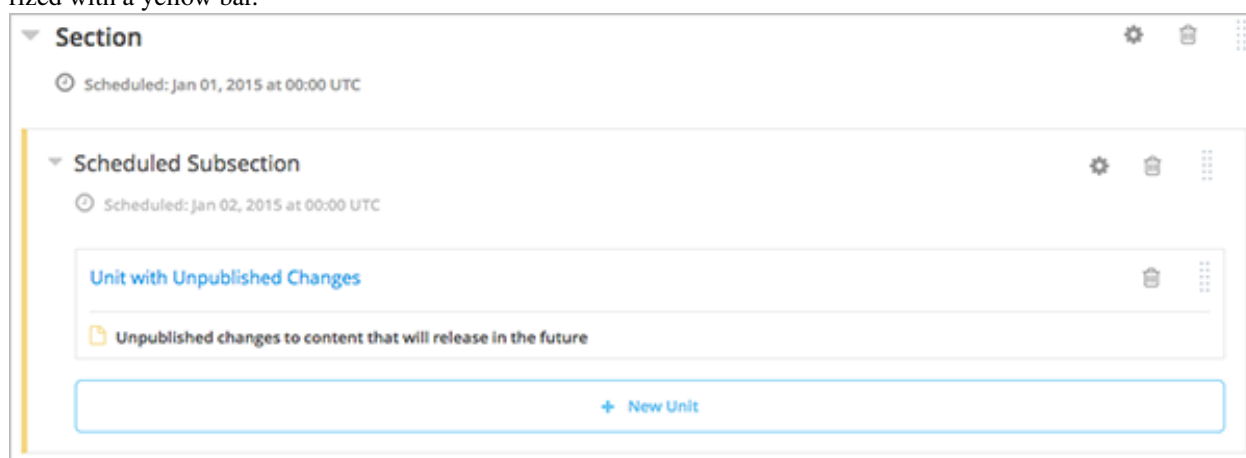 rized with a yellow bar.
Section
Scheduled: Jan 01, 2015 at 00:00 UTC
Scheduled Subsection
Scheduled: Jan 02, 2015 at 00:00 UTC
Unit with Unpublished Changes
Unpublished changes to content that will release in the future
+ New Unit